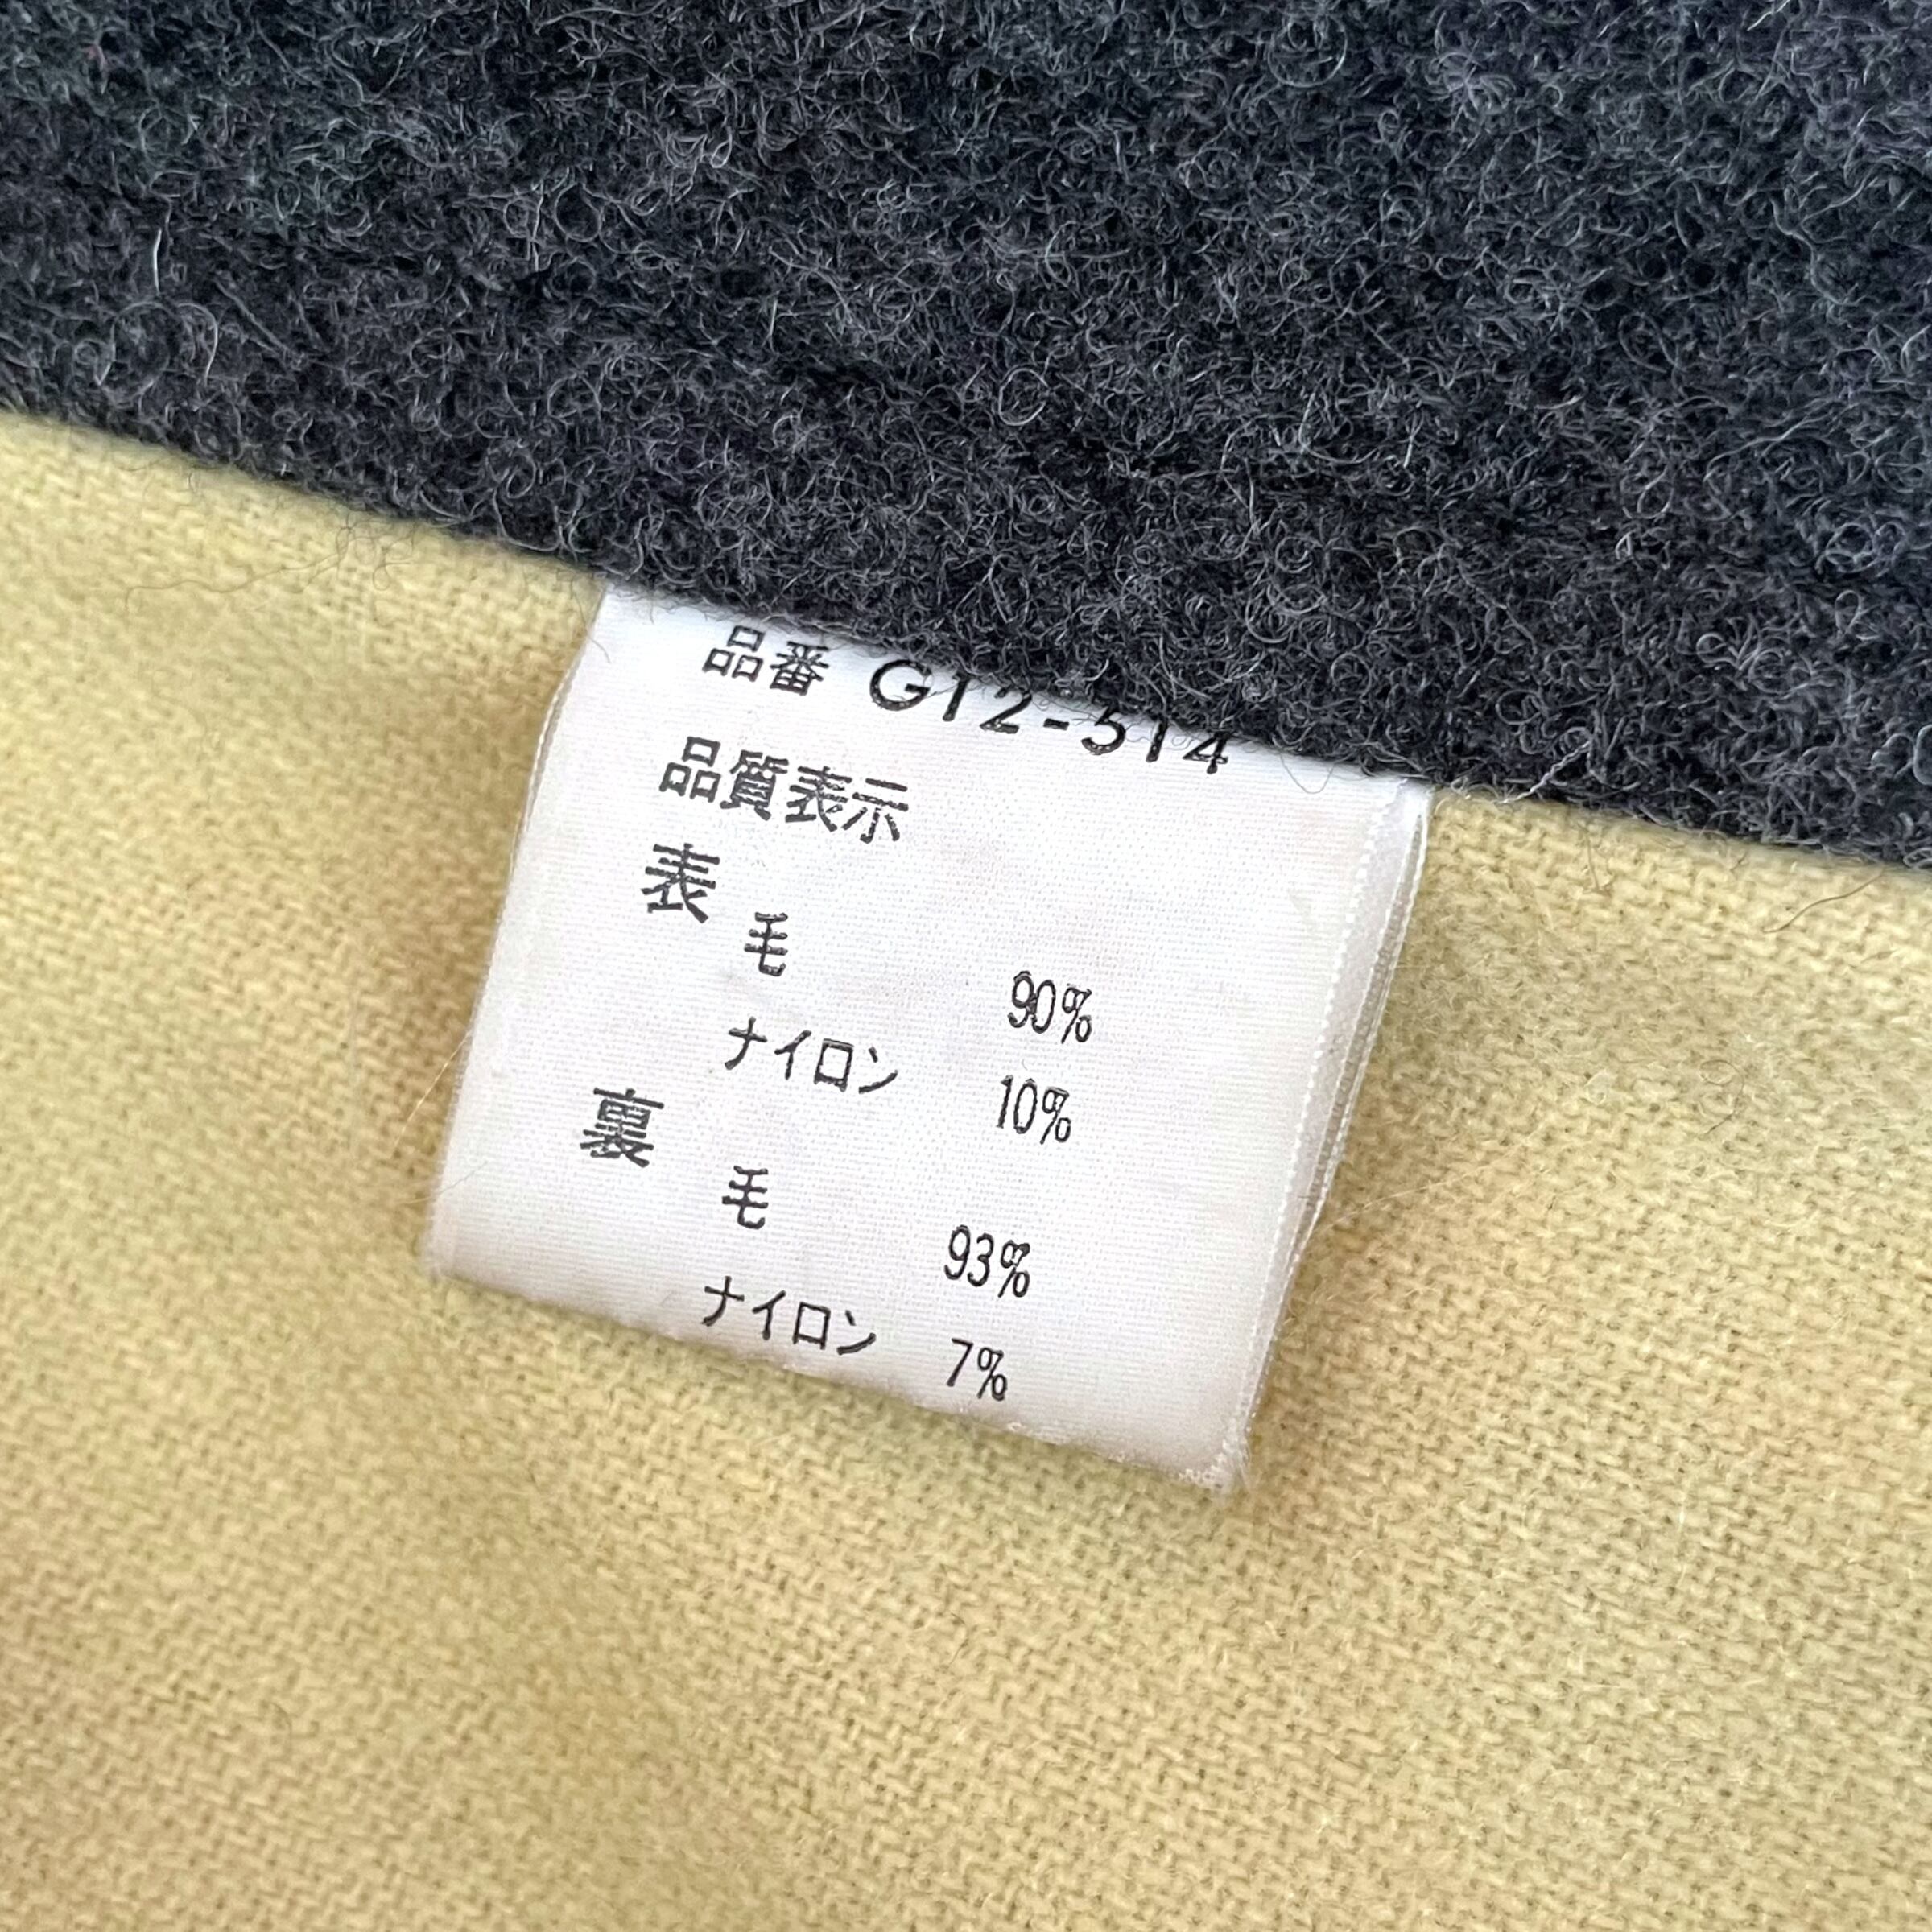 品番 G12-514
品質表示
表
毛 90%
ナイロン 10%
裏
毛 93%
ナイロン 7%